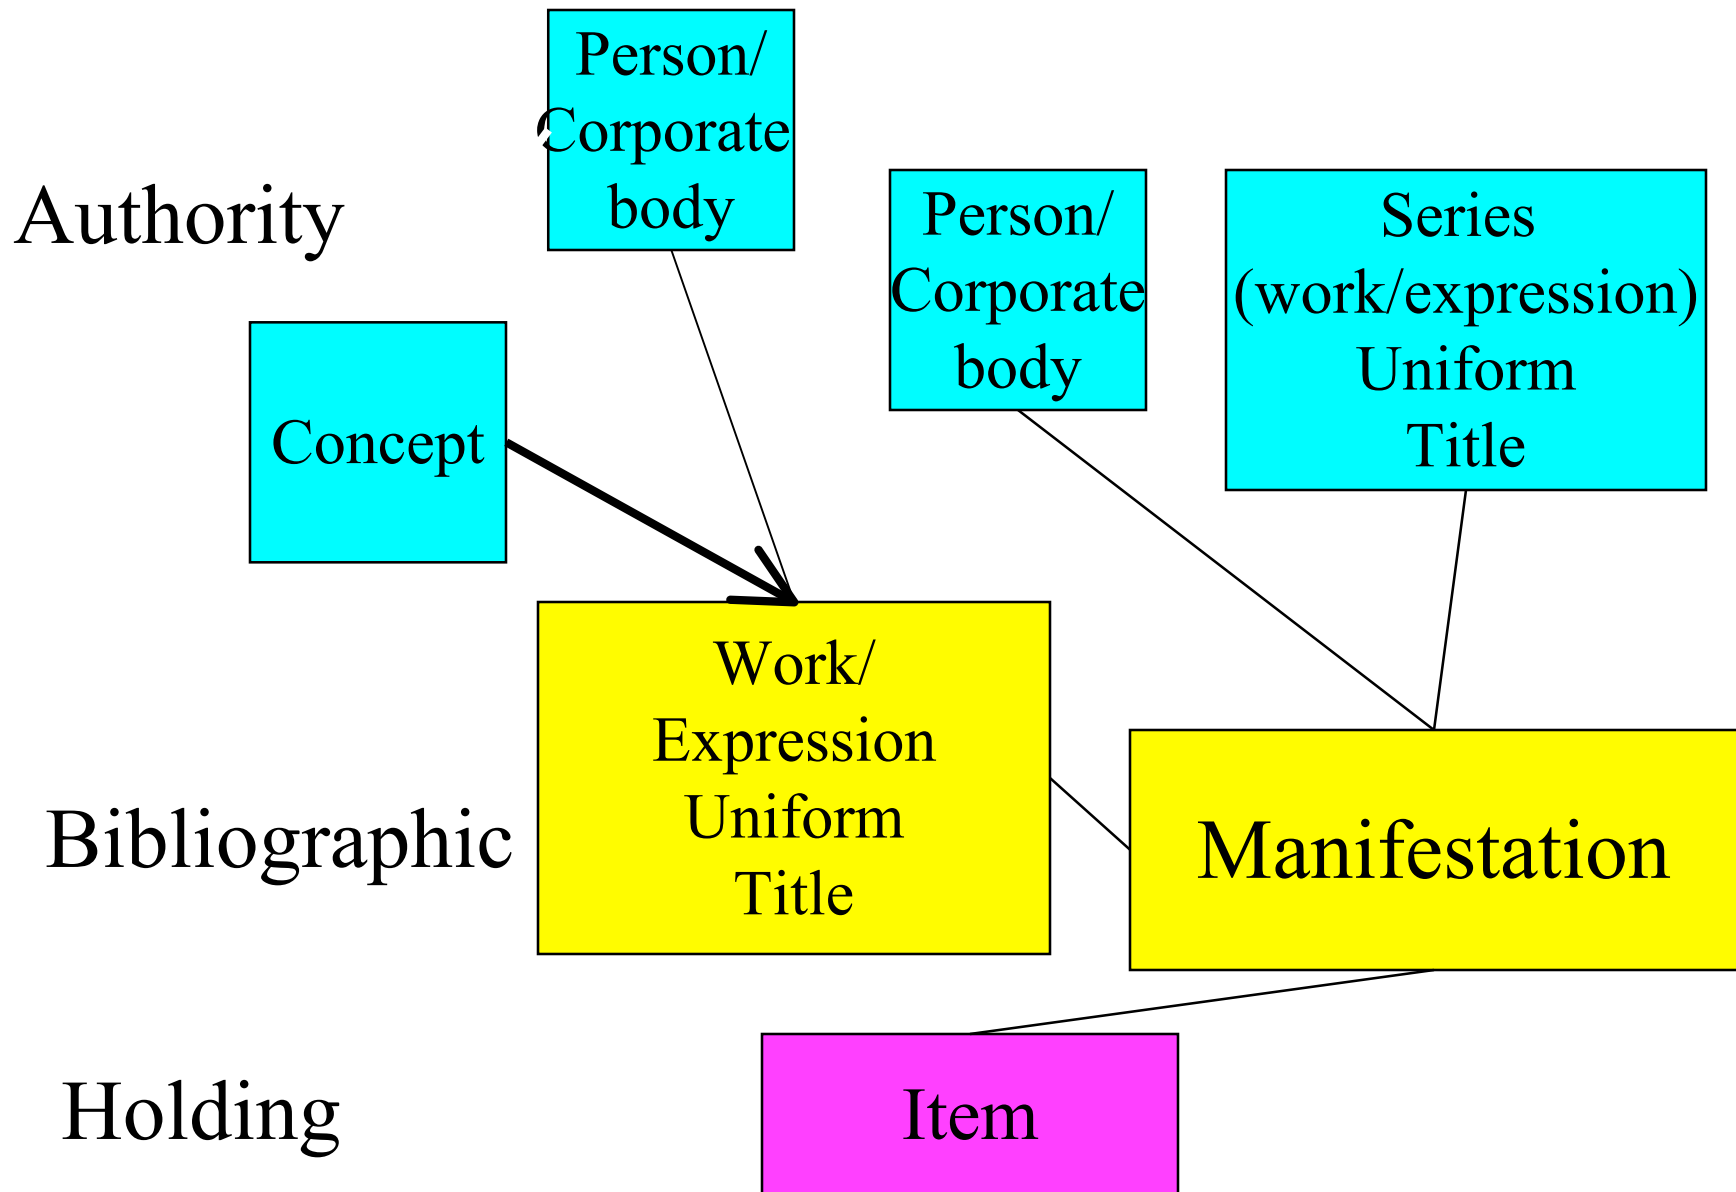 Person/
Corporate
body
Authority
Person/
Corporate
body
Series
(work/expression)
Uniform
Title
Concept
Work/
Expression
Uniform
Title
Bibliographic
Manifestation
Holding
Item